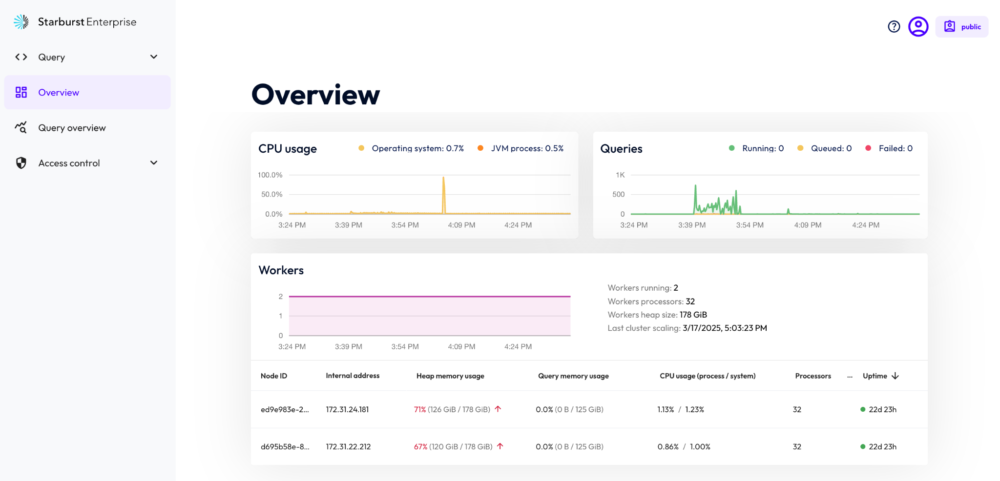 Starburst Enterprise
public
Query
Overview
Query overview
Access control
Overview
CPU usage
Operating system: 0.7%
JVM process: 0.5%
100.0%
50.0%
0.0%
3:24 PM 3:39 PM 3:54 PM 4:09 PM 4:24 PM
Queries
Running: 0
Queued: 0
Failed: 0
1K
500
0
3:24 PM 3:39 PM 3:54 PM 4:09 PM 4:24 PM
Workers
2
1
0
3:24 PM 3:39 PM 3:54 PM 4:09 PM 4:24 PM
Workers running: 2
Workers processors: 32
Workers heap size: 178 GiB
Last cluster scaling: 3/17/2025, 5:03:23 PM
Node ID Internal address Heap memory usage Query memory usage CPU usage (process / system) Processors ... Uptime
ed9e983e-2... 172.31.24.181 71% (126 GiB / 178 GiB) 0.0% (0 B / 125 GiB) 1.13% / 1.23% 32 22d 23h
d695b58e-8... 172.31.22.212 67% (120 GiB / 178 GiB) 0.0% (0 B / 125 GiB) 0.86% / 1.00% 32 22d 23h